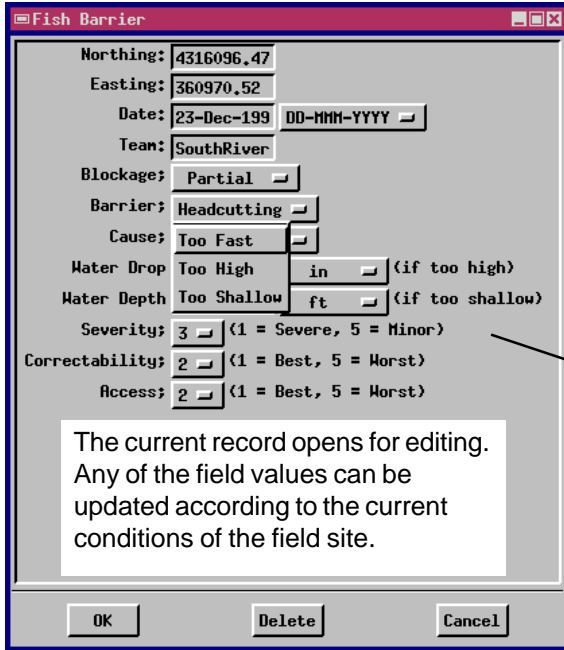 Fish Barrier
Northing: 4316096.47
Easting: 360970.52
Date: 23-Dec-199 DD-MMM-YYYY
Team: SouthRiver
Blockage; Partial
Barrier; Headcutting
Cause; Too Fast
Water Drop Too High in (if too high)
Water Depth Too Shallow ft (if too shallow)
Severity; 3 (1 = Severe, 5 = Minor)
Correctability; 2 (1 = Best, 5 = Worst)
Access; 2 (1 = Best, 5 = Worst)
The current record opens for editing.
Any of the field values can be
updated according to the current
conditions of the field site.
OK Delete Cancel